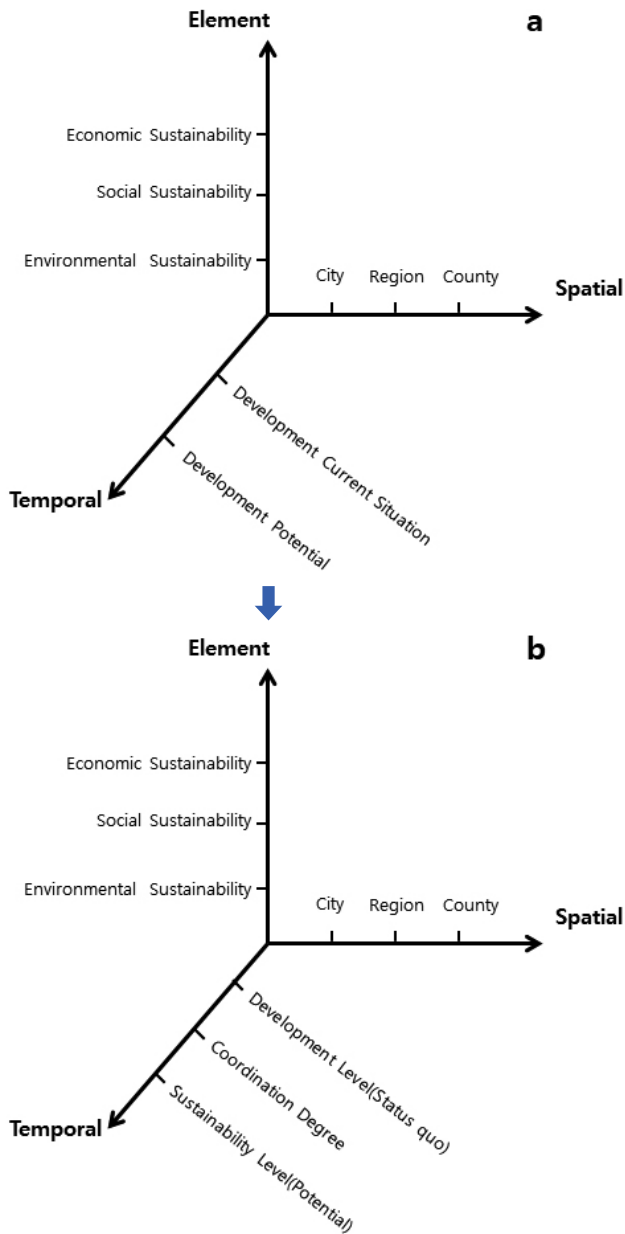 Element
a
Economic Sustainability
Social Sustainability
Environmental Sustainability
City Region County
Spatial
Development Current Situation
Development Potential
Temporal
Element
b
Economic Sustainability
Social Sustainability
Environmental Sustainability
City Region County
Spatial
Development Level(Status quo)
Coordination Degree
Sustainability Level(Potential)
Temporal